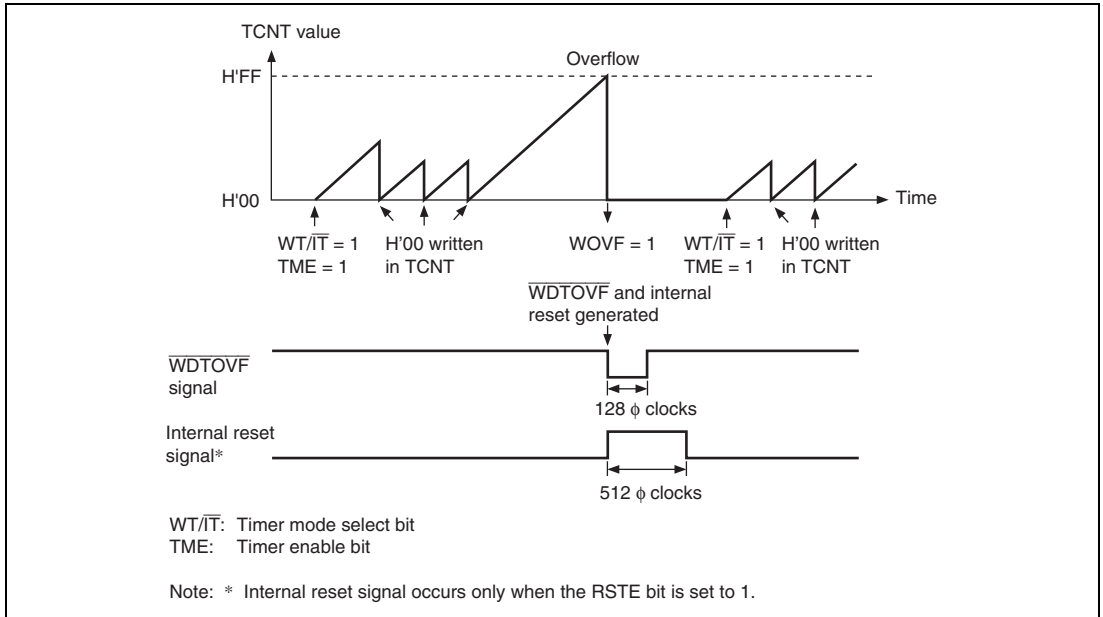 TCNT value
Overflow
H'FF
H'00
Time
WT/IT = 1
TME = 1
H'00 written
in TCNT
WOVF = 1
WT/IT = 1
TME = 1
H'00 written
in TCNT
WDTOVF and internal
reset generated
WDTOVF
signal
128 ϕ clocks
Internal reset
signal*
512 ϕ clocks
WT/IT: Timer mode select bit
TME: Timer enable bit
Note: * Internal reset signal occurs only when the RSTE bit is set to 1.